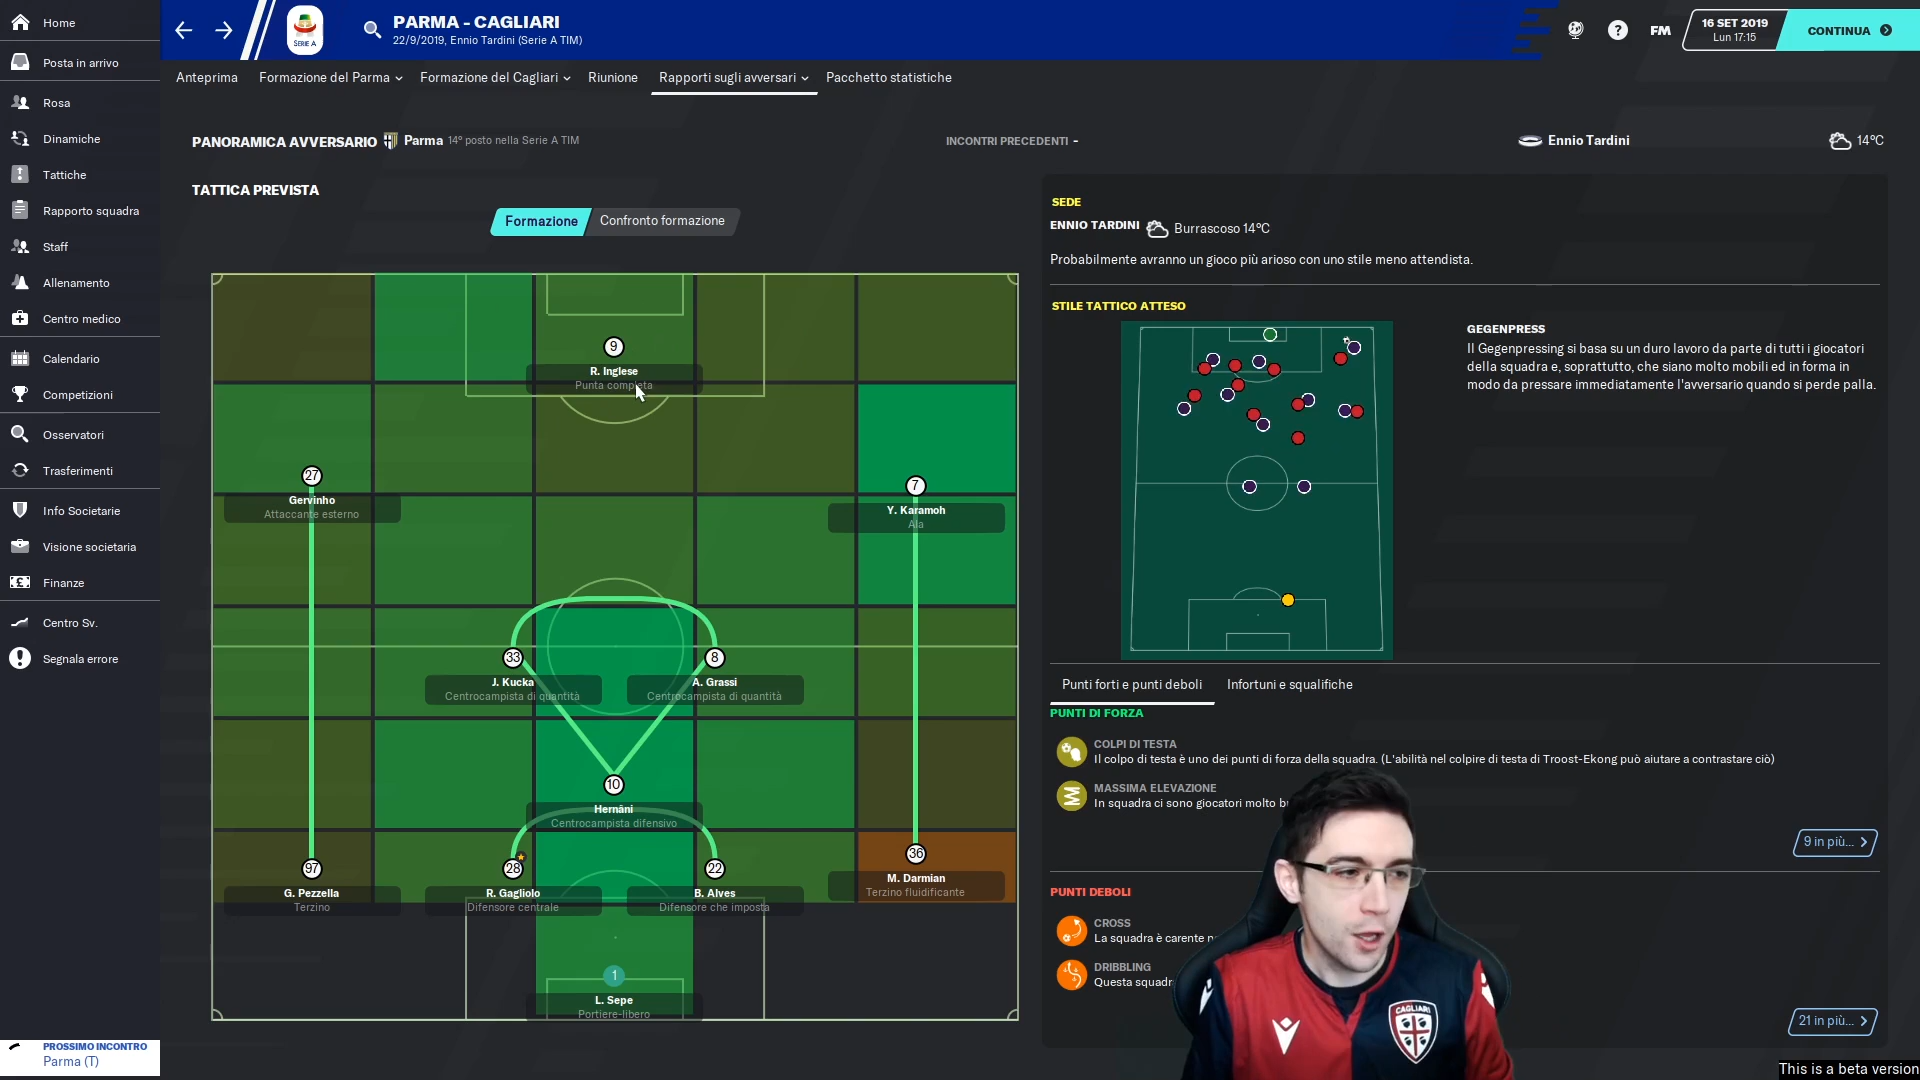 Home
Posta in arrivo
Rosa
Dinamiche
Tattiche
Rapporto squadra
Staff
Allenamento
Centro medico
Calendario
Competizioni
Osservatori
Trasferimenti
Info Societarie
Visione societaria
Finanze
Centro Sv.
Segnala errore
PROSSIMO INCONTRO
Parma (T)
SERIE A
PARMA - CAGLIARI
22/9/2019, Ennio Tardini (Serie A TIM)
?
FM
16 SET 2019
Lun 17:15
CONTINUA
Anteprima
Formazione del Parma
Formazione del Cagliari
Riunione
Rapporti sugli avversari
Pacchetto statistiche
PANORAMICA AVVERSARIO
Parma 14º posto nella Serie A TIM
INCONTRI PRECEDENTI -
Ennio Tardini
14ºC
TATTICA PREVISTA
Formazione
Confronto formazione
9
R. Inglese
Punta completa
27
Gervinho
Attaccante esterno
7
Y. Karamoh
Ala
33
J. Kucka
Centrocampista di quantità
8
A. Grassi
Centrocampista di quantità
10
Hernâni
Centrocampista difensivo
97
G. Pezzella
Terzino
28
R. Gagliolo
Difensore centrale
22
B. Alves
Difensore che imposta
36
M. Darmian
Terzino fluidificante
1
L. Sepe
Portiere-libero
SEDE
ENNIO TARDINI Burrascoso 14ºC
Probabilmente avranno un gioco più arioso con uno stile meno attendista.
STILE TATTICO ATTESO
GEGENPRESS
Il Gegenpressing si basa su un duro lavoro da parte di tutti i giocatori
della squadra e, soprattutto, che siano molto mobili ed in forma in
modo da pressare immediatamente l'avversario quando si perde palla.
Punti forti e punti deboli
Infortuni e squalifiche
PUNTI DI FORZA
COLPI DI TESTA
Il colpo di testa è uno dei punti di forza della squadra. (L'abilità nel colpire di testa di Troost-Ekong può aiutare a contrastare ciò)
MASSIMA ELEVAZIONE
In squadra ci sono giocatori molto
9 in più...
PUNTI DEBOLI
CROSS
La squadra è carente
DRIBBLING
Questa
21 in più...
CAGLIARI
This is a beta version